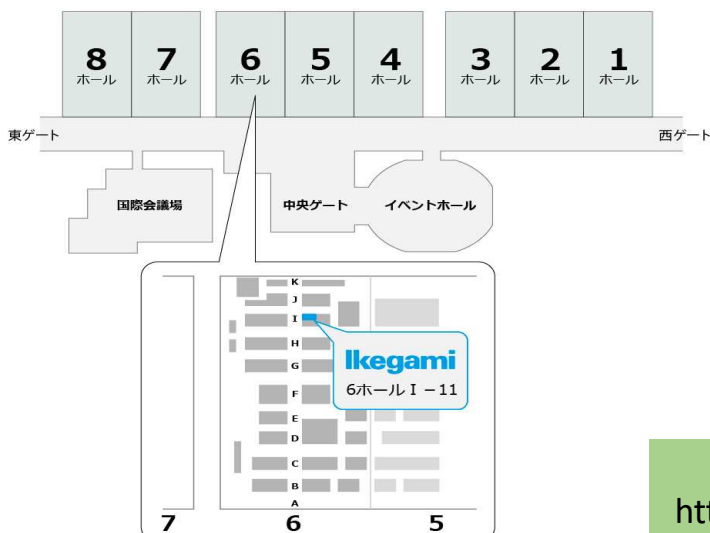 8
ホール
7
ホール
6
ホール
5
ホール
4
ホール
3
ホール
2
ホール
1
ホール
東ゲート
西ゲート
国際会議場
中央ゲート
イベントホール
K
J
I
H
G
F
E
D
C
B
A
Ikegami
6ホールⅠ－11
7
6
5
htt